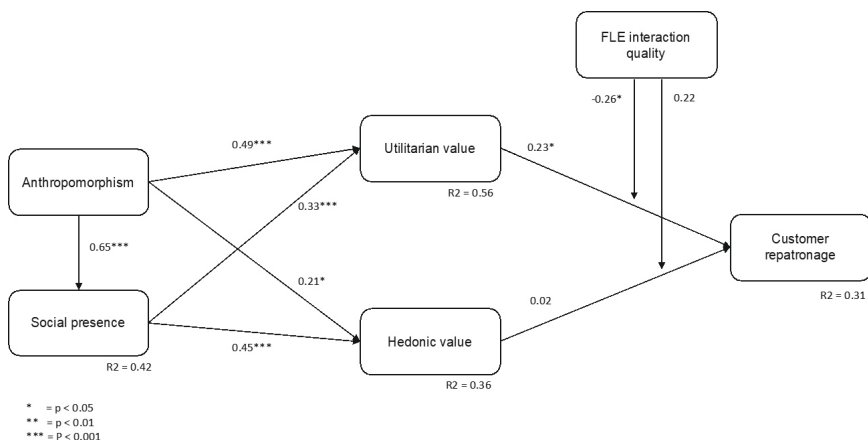 FLE interaction
quality
-0.26*
0.22
0.49***
Utilitarian value
0.23*
Anthropomorphism
R2 = 0.56
0.33***
0.65***
Customer
repatronage
R2 = 0.31
0.21*
0.02
Social presence
0.45***
Hedonic value
R2 = 0.42
R2 = 0.36
* = p < 0.05
** = p < 0.01
*** = P < 0.001